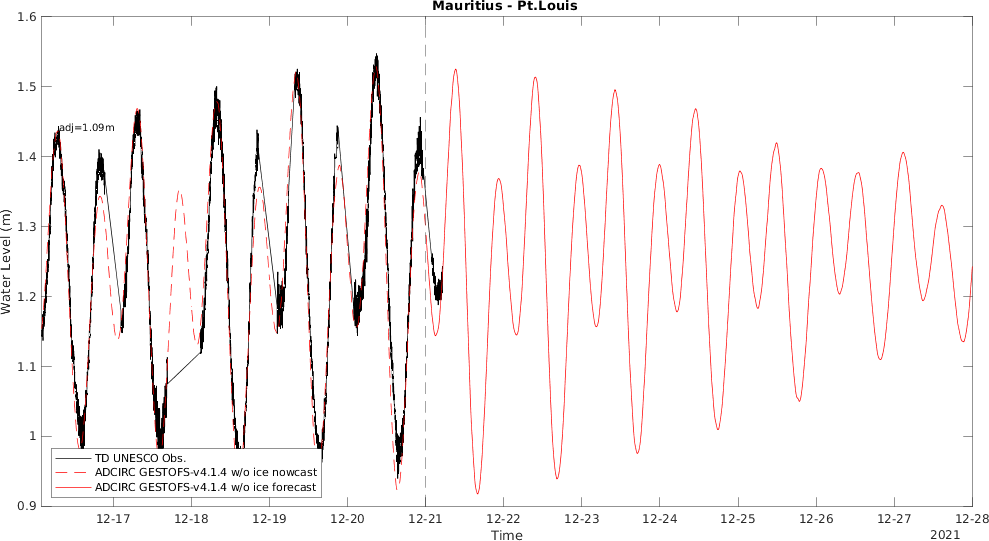 Mauritius - Pt.Louis
1.6
1.5
1.4
1.3
1.2
1.1
1
0.9
Water Level (m)
adj=1.09m
TD UNESCO Obs.
ADCIRC GESTOFS-v4.1.4 w/o ice nowcast
ADCIRC GESTOFS-v4.1.4 w/o ice forecast
12-17 12-18 12-19 12-20 12-21 12-22 12-23 12-24 12-25 12-26 12-27 12-28
Time
2021